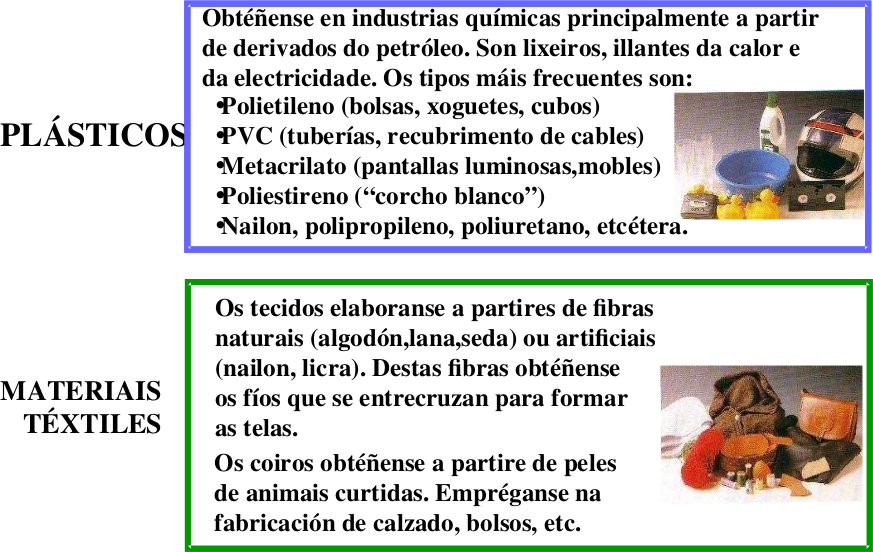 PLÁSTICOS
Obtéñense en industrias químicas principalmente a partir
de derivados do petróleo. Son lixeiros, illantes da calor e
da electricidade. Os tipos máis frecuentes son:
•Polietileno (bolsas, xoguetes, cubos)
•PVC (tuberías, recubrimento de cables)
•Metacrilato (pantallas luminosas,mobles)
•Poliestireno (“corcho blanco”)
•Nailon, polipropileno, poliuretano, etcétera.
MATERIAIS
TÉXTILES
Os tecidos elaboranse a partires de fibras
naturais (algodón,lana,seda) ou artificiais
(nailon, licra). Destas fibras obtéñense
os fíos que se entrecruzan para formar
as telas.
Os coiros obtéñense a partire de peles
de animais curtidas. Empréganse na
fabricación de calzado, bolsos, etc.